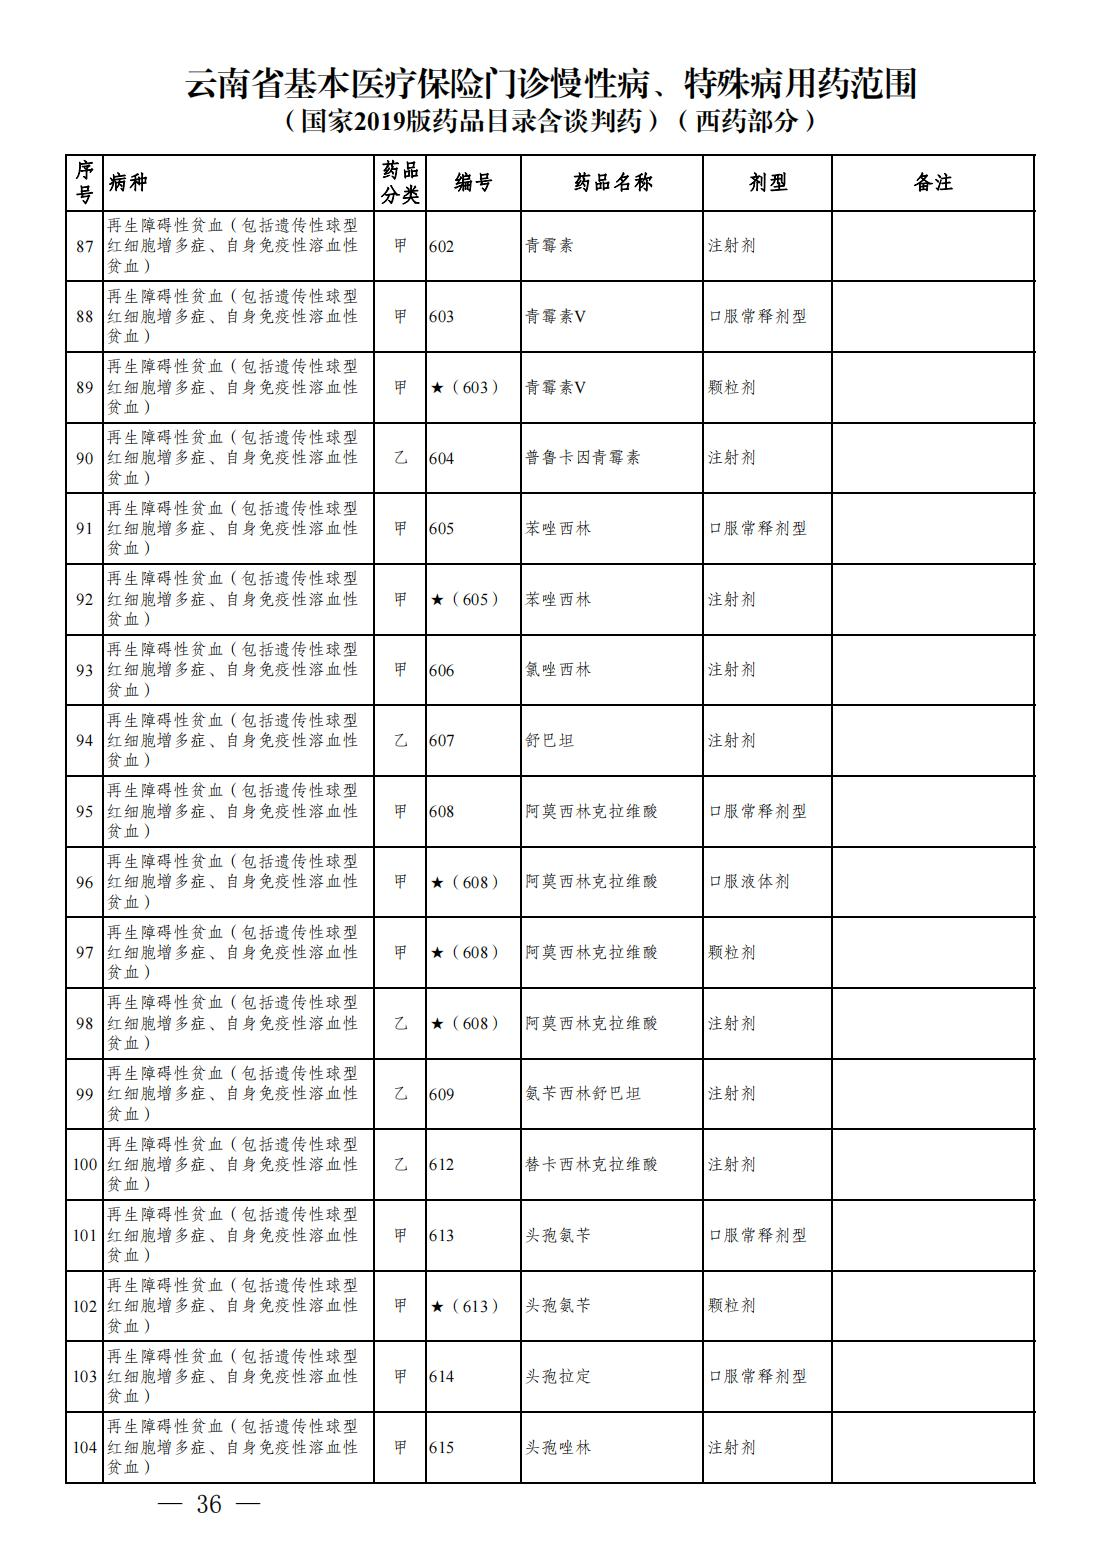 云南省基本医疗保险门诊慢性病、特殊病用药范围
（国家2019版药品目录含谈判药）（西药部分）
序号 病种 药品分类 编号 药品名称 剂型 备注
87 再生障碍性贫血（包括遗传性球型红细胞增多症、自身免疫性溶血性贫血） 甲 602 青霉素 注射剂
88 再生障碍性贫血（包括遗传性球型红细胞增多症、自身免疫性溶血性贫血） 甲 603 青霉素V 口服常释剂型
89 再生障碍性贫血（包括遗传性球型红细胞增多症、自身免疫性溶血性贫血） 甲 ★（603） 青霉素V 颗粒剂
90 再生障碍性贫血（包括遗传性球型红细胞增多症、自身免疫性溶血性贫血） 乙 604 普鲁卡因青霉素 注射剂
91 再生障碍性贫血（包括遗传性球型红细胞增多症、自身免疫性溶血性贫血） 甲 605 苯唑西林 口服常释剂型
92 再生障碍性贫血（包括遗传性球型红细胞增多症、自身免疫性溶血性贫血） 甲 ★（605） 苯唑西林 注射剂
93 再生障碍性贫血（包括遗传性球型红细胞增多症、自身免疫性溶血性贫血） 甲 606 氯唑西林 注射剂
94 再生障碍性贫血（包括遗传性球型红细胞增多症、自身免疫性溶血性贫血） 乙 607 舒巴坦 注射剂
95 再生障碍性贫血（包括遗传性球型红细胞增多症、自身免疫性溶血性贫血） 甲 608 阿莫西林克拉维酸 口服常释剂型
96 再生障碍性贫血（包括遗传性球型红细胞增多症、自身免疫性溶血性贫血） 甲 ★（608） 阿莫西林克拉维酸 口服液体剂
97 再生障碍性贫血（包括遗传性球型红细胞增多症、自身免疫性溶血性贫血） 甲 ★（608） 阿莫西林克拉维酸 颗粒剂
98 再生障碍性贫血（包括遗传性球型红细胞增多症、自身免疫性溶血性贫血） 乙 ★（608） 阿莫西林克拉维酸 注射剂
99 再生障碍性贫血（包括遗传性球型红细胞增多症、自身免疫性溶血性贫血） 乙 609 氨苄西林舒巴坦 注射剂
100 再生障碍性贫血（包括遗传性球型红细胞增多症、自身免疫性溶血性贫血） 乙 612 替卡西林克拉维酸 注射剂
101 再生障碍性贫血（包括遗传性球型红细胞增多症、自身免疫性溶血性贫血） 甲 613 头孢氨苄 口服常释剂型
102 再生障碍性贫血（包括遗传性球型红细胞增多症、自身免疫性溶血性贫血） 甲 ★（613） 头孢氨苄 颗粒剂
103 再生障碍性贫血（包括遗传性球型红细胞增多症、自身免疫性溶血性贫血） 甲 614 头孢拉定 口服常释剂型
104 再生障碍性贫血（包括遗传性球型红细胞增多症、自身免疫性溶血性贫血） 甲 615 头孢唑林 注射剂
— 36 —